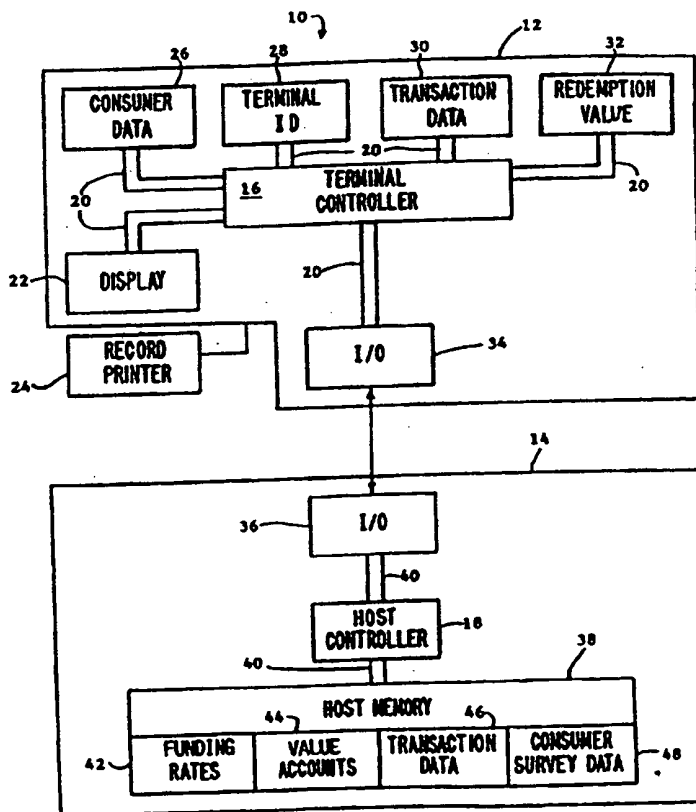 10
12
26
28
30
32
CONSUMER
DATA
TERMINAL
ID
TRANSACTION
DATA
REDEMPTION
VALUE
20
20
20
16
TERMINAL
CONTROLLER
22
DISPLAY
20
24
RECORD
PRINTER
I/O
34
14
36
I/O
40
HOST
CONTROLLER
18
40
38
HOST MEMORY
44
46
42
FUNDING
RATES
VALUE
ACCOUNTS
TRANSACTION
DATA
CONSUMER
SURVEY DATA
48